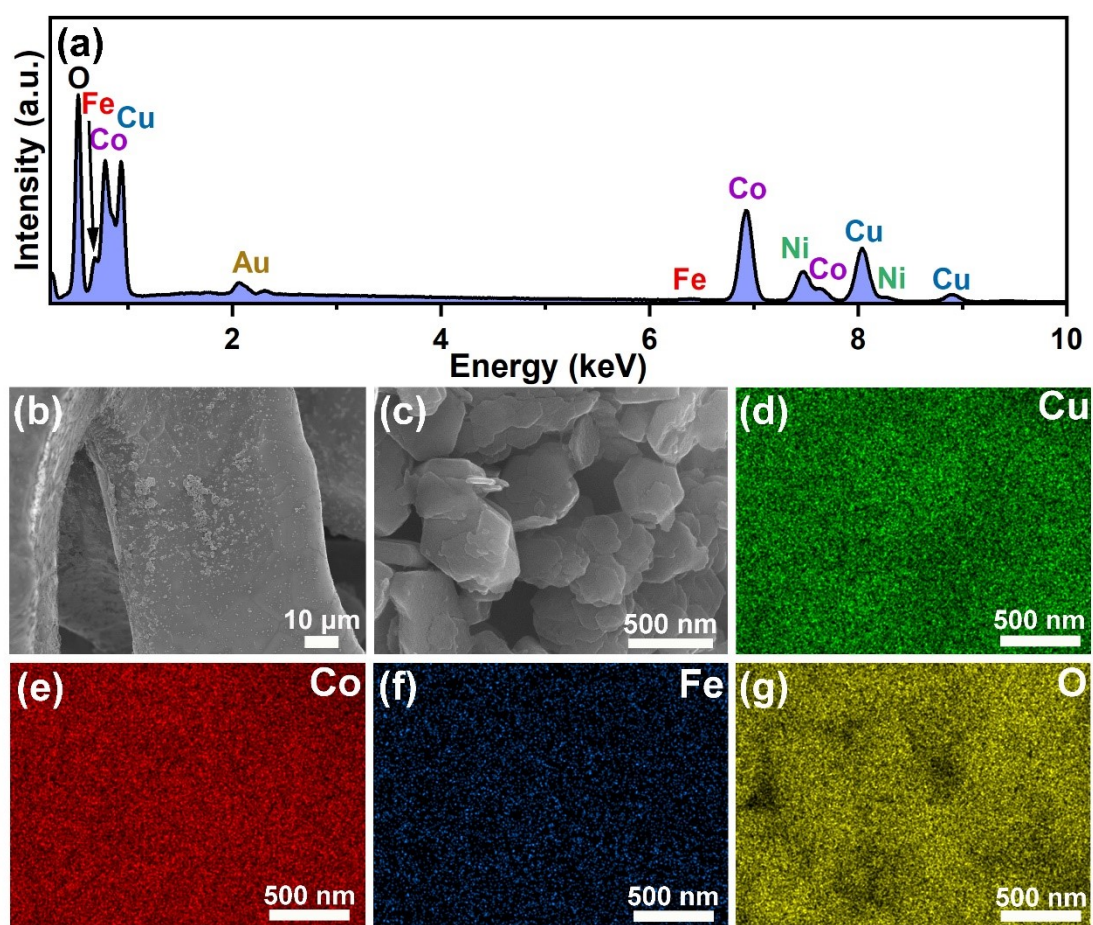 (a)
Intensity (a.u.)
O
Fe
Co
Cu
Au
Fe
Co
Ni
Co
Cu
Ni
Cu
2 4 6 8 10
Energy (keV)
(b)
10 µm
(c)
500 nm
(d) Cu
500 nm
(e) Co
500 nm
(f) Fe
500 nm
(g) O
500 nm